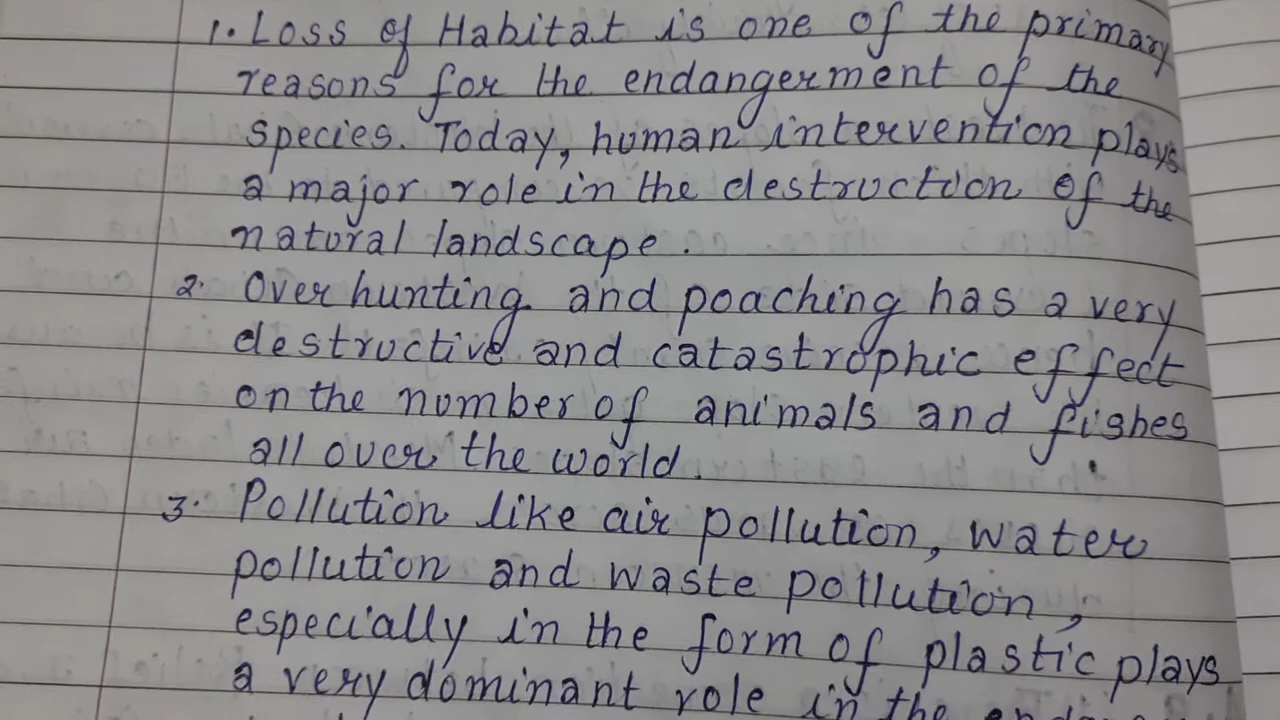 1. Loss of Habitat is one of the primary
reasons for the endangerment of the
species. Today, human intervention plays
a major role in the destruction of the
natural landscape.
2. Over hunting and poaching has a very
destructive and catastrophic effect
on the number of animals and fishes
all over the world.
3. Pollution like air pollution, water
pollution and waste pollution,
especially in the form of plastic plays
a very dominant role in the